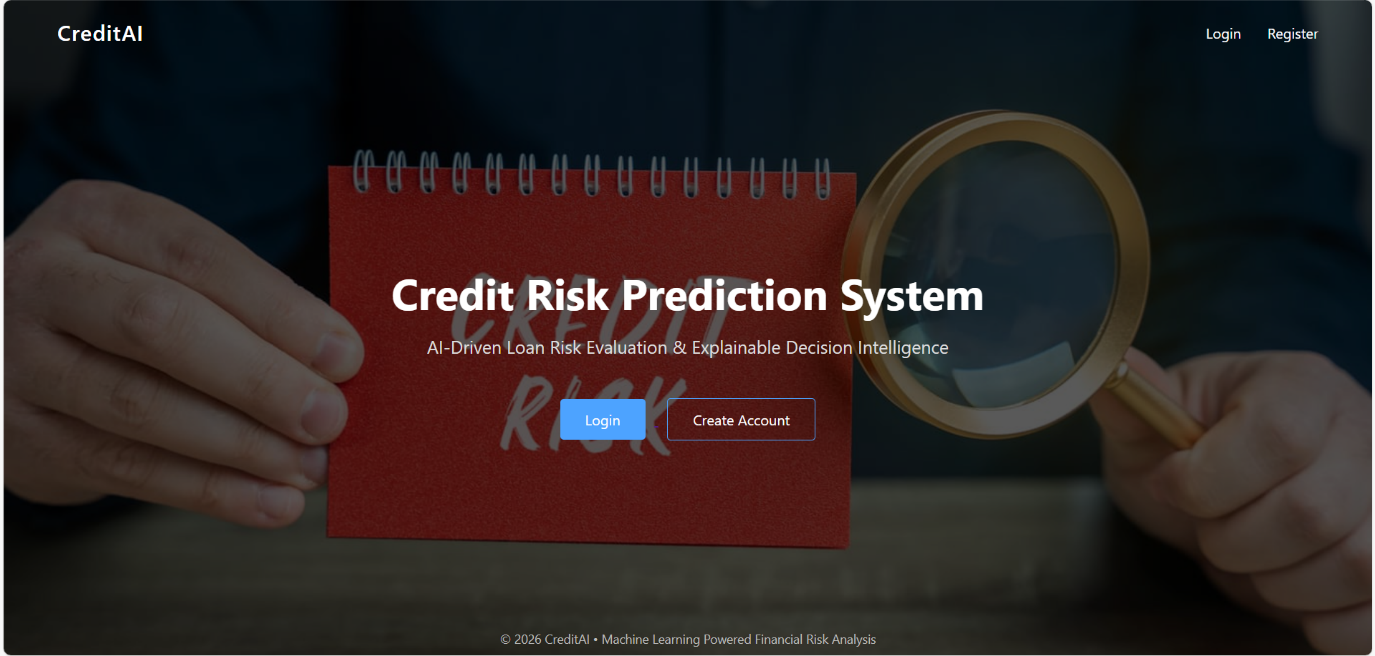 CreditAI
Login Register
CREDIT
Credit Risk Prediction System
AI-Driven Loan Risk Evaluation & Explainable Decision Intelligence
RISK
Login Create Account
© 2026 CreditAI • Machine Learning Powered Financial Risk Analysis